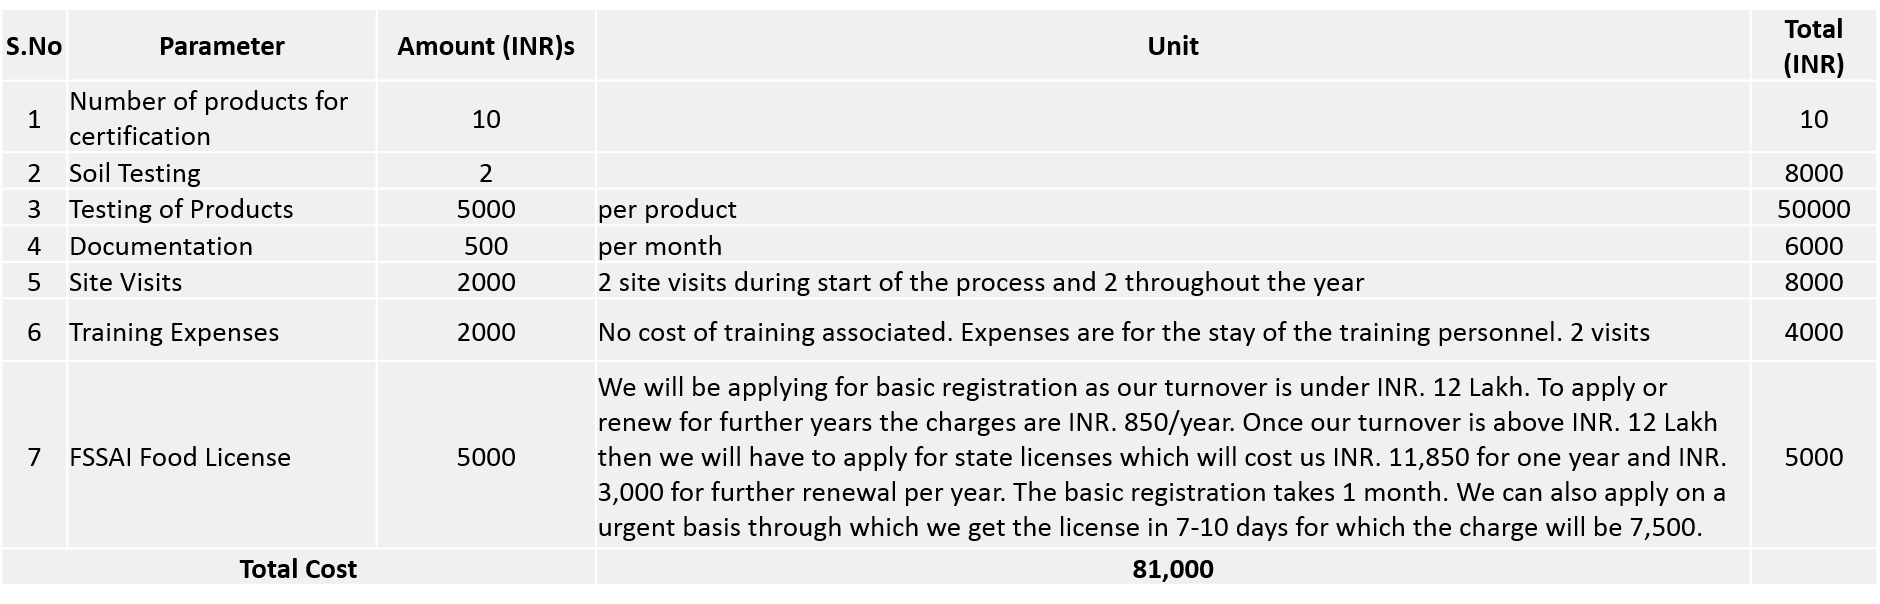 S.No Parameter Amount (INR)s Unit Total
(INR)
1 Number of products for
certification 10 10
2 Soil Testing 2 8000
3 Testing of Products 5000 per product 50000
4 Documentation 500 per month 6000
5 Site Visits 2000 2 site visits during start of the process and 2 throughout the year 8000
6 Training Expenses 2000 No cost of training associated. Expenses are for the stay of the training personnel. 2 visits 4000
7 FSSAI Food License 5000 We will be applying for basic registration as our turnover is under INR. 12 Lakh. To apply or
renew for further years the charges are INR. 850/year. Once our turnover is above INR. 12 Lakh
then we will have to apply for state licenses which will cost us INR. 11,850 for one year and INR.
3,000 for further renewal per year. The basic registration takes 1 month. We can also apply on a
urgent basis through which we get the license in 7-10 days for which the charge will be 7,500. 5000
Total Cost 81,000